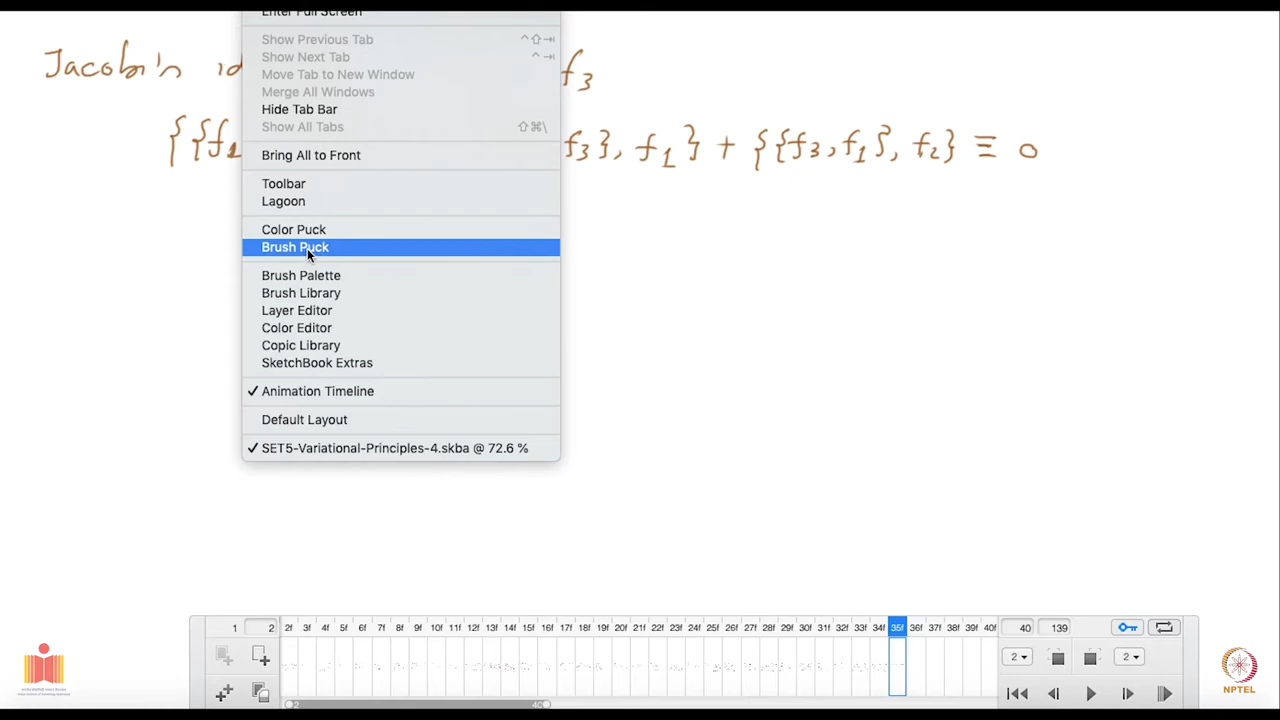 Enter Full Screen
Show Previous Tab ^⇧⇥
Show Next Tab ^⇥
Move Tab to New Window
Merge All Windows
Hide Tab Bar
Show All Tabs ⇧⌘\
Bring All to Front
Toolbar
Lagoon
Color Puck
Brush Puck
Brush Palette
Brush Library
Layer Editor
Color Editor
Copic Library
SketchBook Extras
✓ Animation Timeline
Default Layout
✓ SET5-Variational-Principles-4.skba @ 72.6 %
Jacobi's id f3
{{f1 f3}, f1} + {{f3, f1}, f2} ≡ 0
1 2 2f 3f 4f 5f 6f 7f 8f 9f 10f 11f 12f 13f 14f 15f 16f 17f 18f 19f 20f 21f 22f 23f 24f 25f 26f 27f 28f 29f 30f 31f 32f 33f 34f 35f 36f 37f 38f 39f 40f 40 139
2 2
2 40
NPTEL